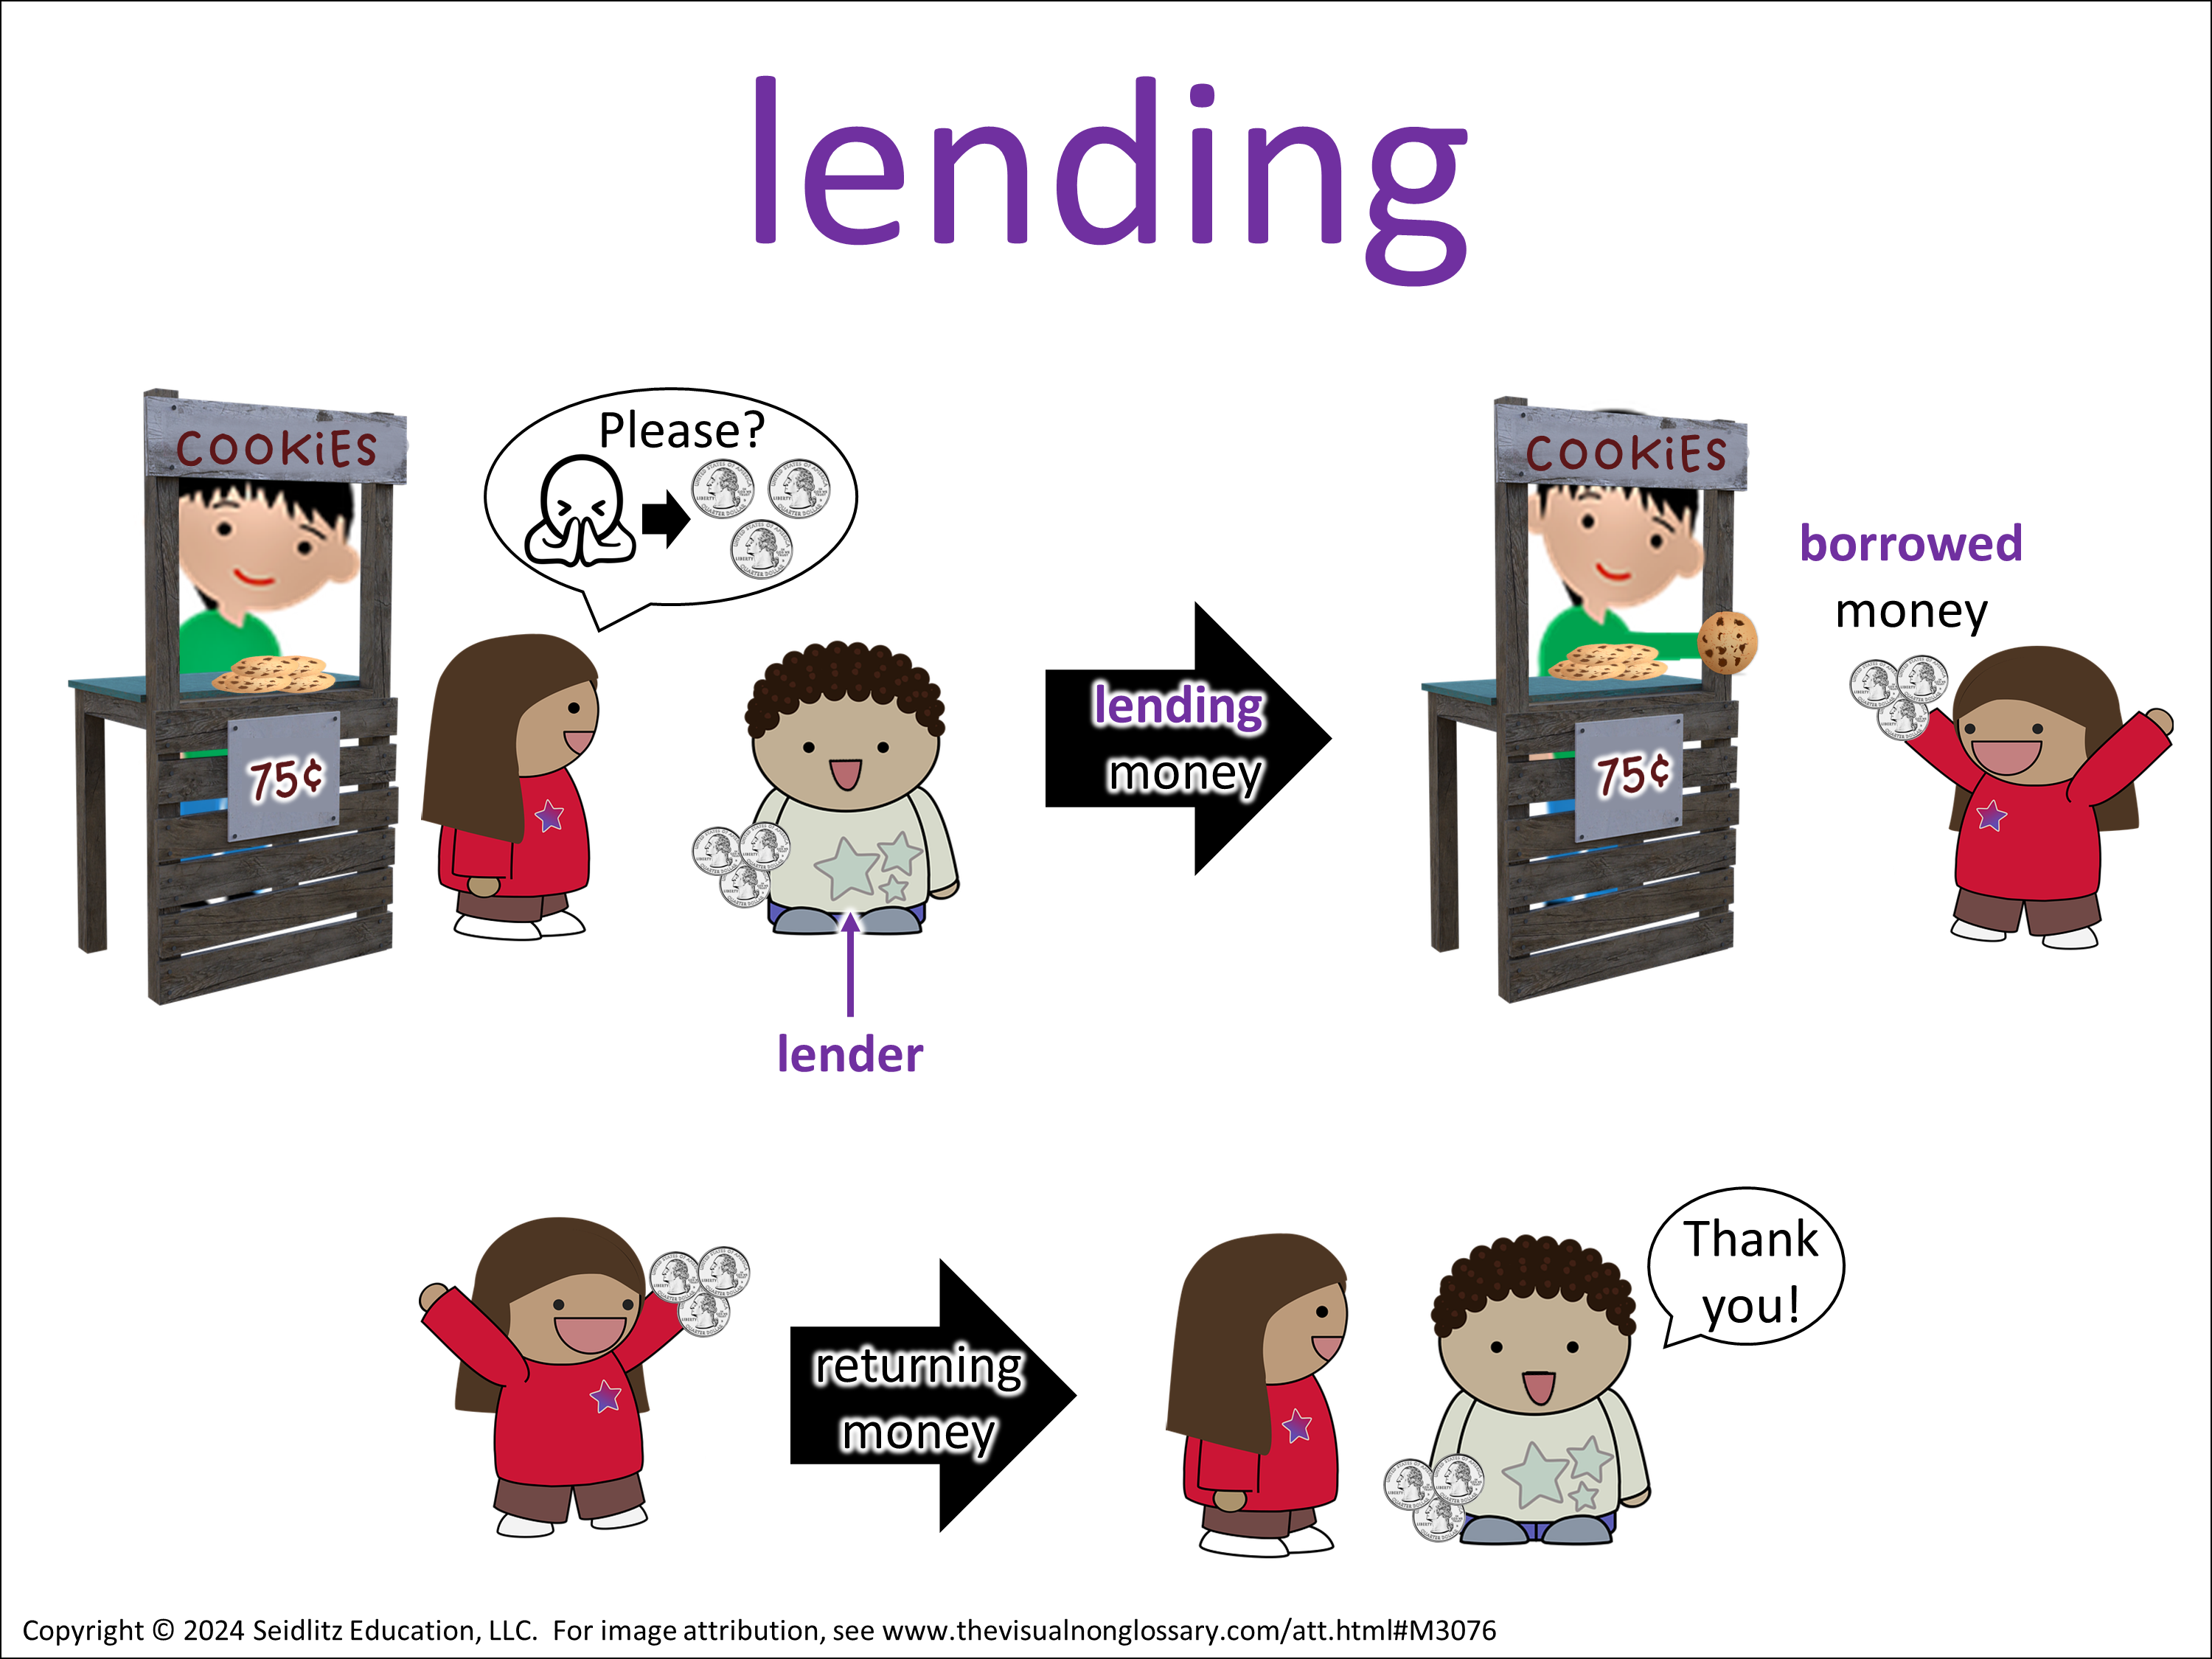 lending
COOKiES
Please?
75¢
lender
lending
money
COOKiES
75¢
borrowed
money
returning
money
Thank
you!
Copyright © 2024 Seidlitz Education, LLC.  For image attribution, see www.thevisualnonglossary.com/att.html#M3076